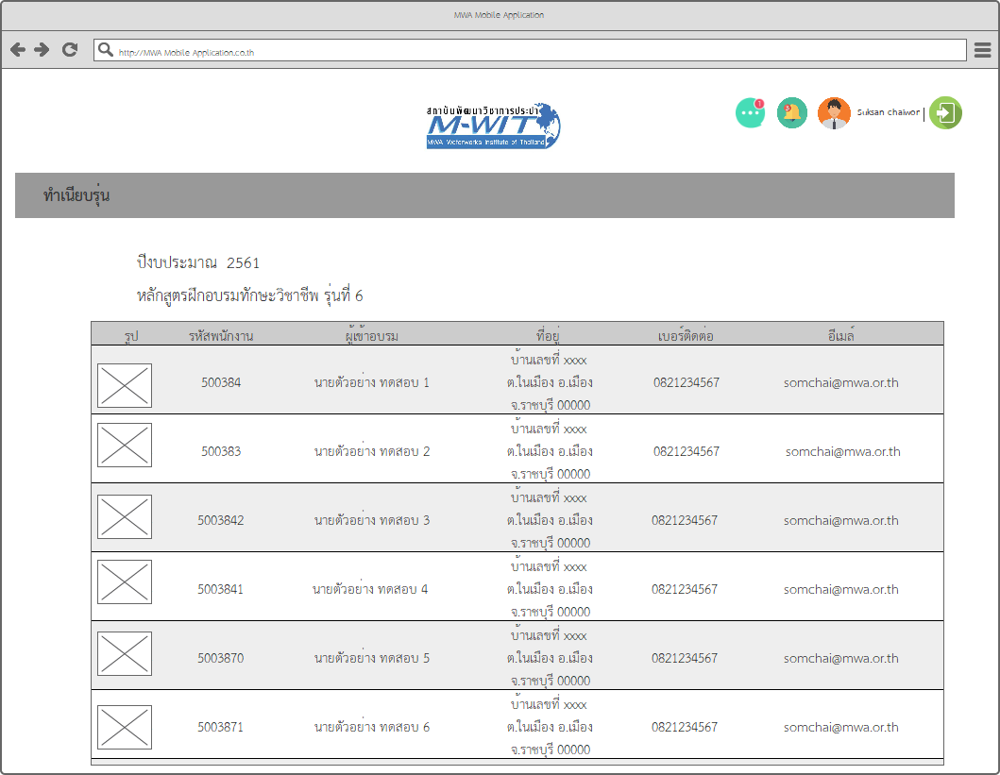 MWA Mobile Application
http://MWA Mobile Application.co.th
สถาบันพัฒนาวิชาการประปา
M-WIT
MWA Waterworks Institute of Thailand
1
3
Suksan chaiwor |
ทำเนียบรุ่น
ปีงบประมาณ 2561
หลักสูตรฝึกอบรมทักษะวิชาชีพ รุ่นที่ 6
รูป รหัสพนักงาน ผู้เข้าอบรม ที่อยู่ เบอร์ติดต่อ อีเมล์
บ้านเลขที่ xxxx
500384 นายตัวอย่าง ทดสอบ 1 ต.ในเมือง อ.เมือง 0821234567 somchai@mwa.or.th
จ.ราชบุรี 00000
บ้านเลขที่ xxxx
500383 นายตัวอย่าง ทดสอบ 2 ต.ในเมือง อ.เมือง 0821234567 somchai@mwa.or.th
จ.ราชบุรี 00000
บ้านเลขที่ xxxx
5003842 นายตัวอย่าง ทดสอบ 3 ต.ในเมือง อ.เมือง 0821234567 somchai@mwa.or.th
จ.ราชบุรี 00000
บ้านเลขที่ xxxx
5003841 นายตัวอย่าง ทดสอบ 4 ต.ในเมือง อ.เมือง 0821234567 somchai@mwa.or.th
จ.ราชบุรี 00000
บ้านเลขที่ xxxx
5003870 นายตัวอย่าง ทดสอบ 5 ต.ในเมือง อ.เมือง 0821234567 somchai@mwa.or.th
จ.ราชบุรี 00000
บ้านเลขที่ xxxx
5003871 นายตัวอย่าง ทดสอบ 6 ต.ในเมือง อ.เมือง 0821234567 somchai@mwa.or.th
จ.ราชบุรี 00000